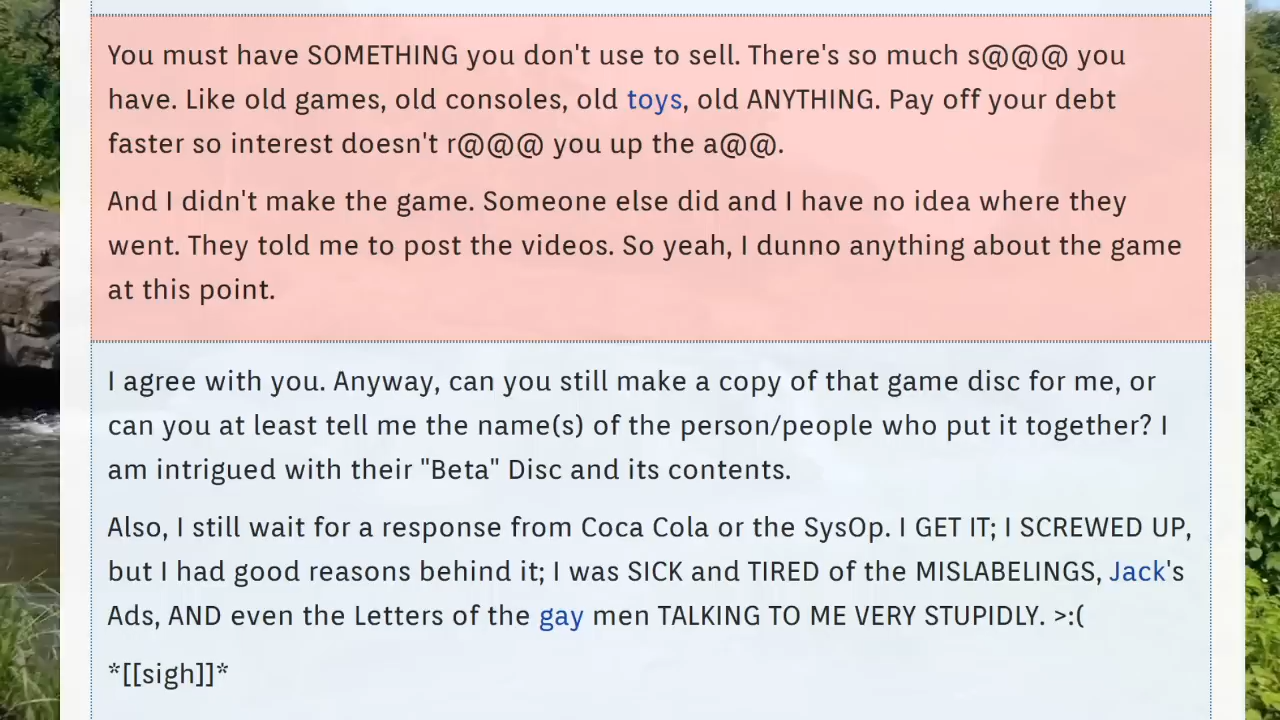 You must have SOMETHING you don't use to sell. There's so much s@@@ you
have. Like old games, old consoles, old toys, old ANYTHING. Pay off your debt
faster so interest doesn't r@@@ you up the a@@.
And I didn't make the game. Someone else did and I have no idea where they
went. They told me to post the videos. So yeah, I dunno anything about the game
at this point.
I agree with you. Anyway, can you still make a copy of that game disc for me, or
can you at least tell me the name(s) of the person/people who put it together? I
am intrigued with their "Beta" Disc and its contents.
Also, I still wait for a response from Coca Cola or the SysOp. I GET IT; I SCREWED UP,
but I had good reasons behind it; I was SICK and TIRED of the MISLABELINGS, Jack's
Ads, AND even the Letters of the gay men TALKING TO ME VERY STUPIDLY. >:(
*[[sigh]]*